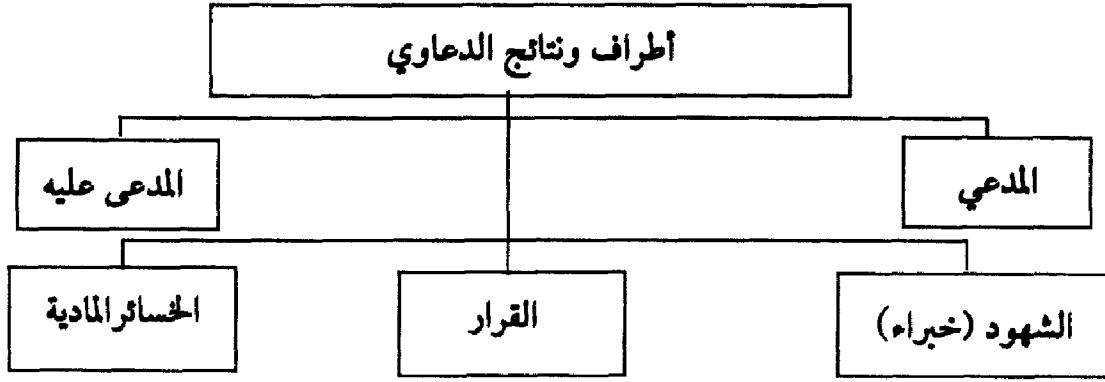 أطراف ونتائج الدعاوي
المدعي
المدعى عليه
الشهود (خبراء)
القرار
الخسائر المادية